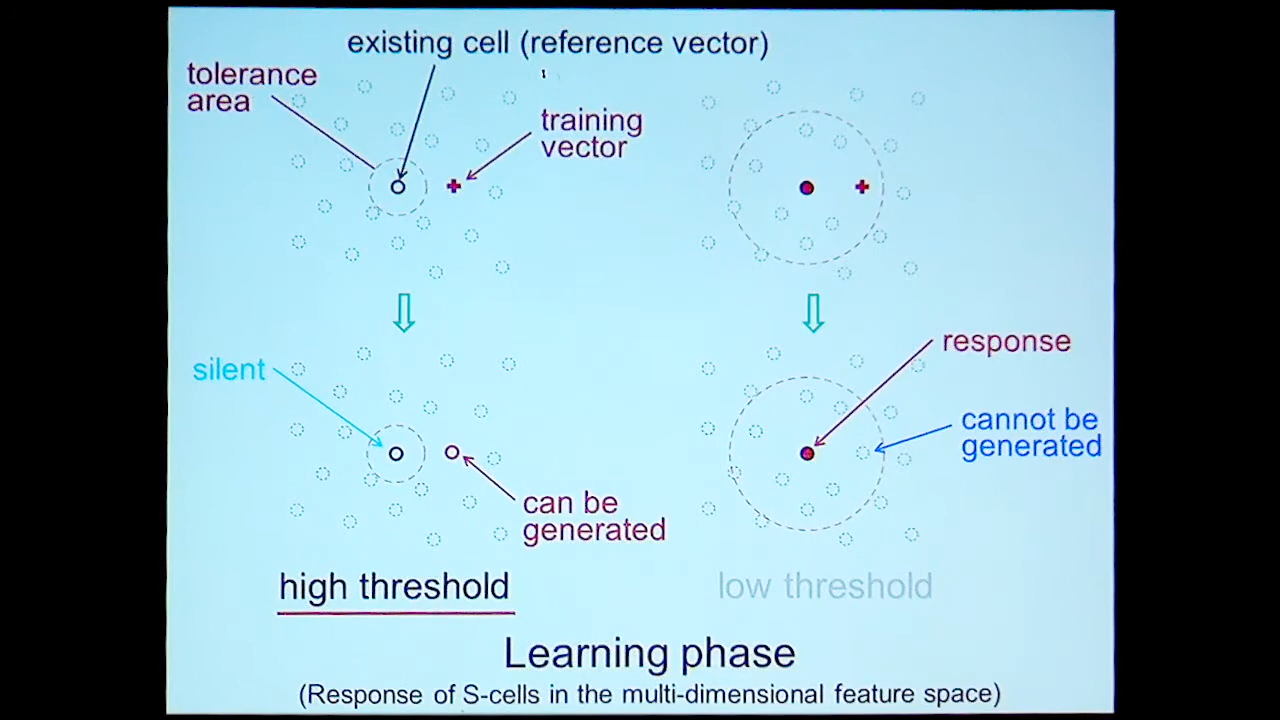 existing cell (reference vector)
tolerance
area
training
vector
silent
response
cannot be
generated
can be
generated
high threshold
low threshold
Learning phase
(Response of S-cells in the multi-dimensional feature space)